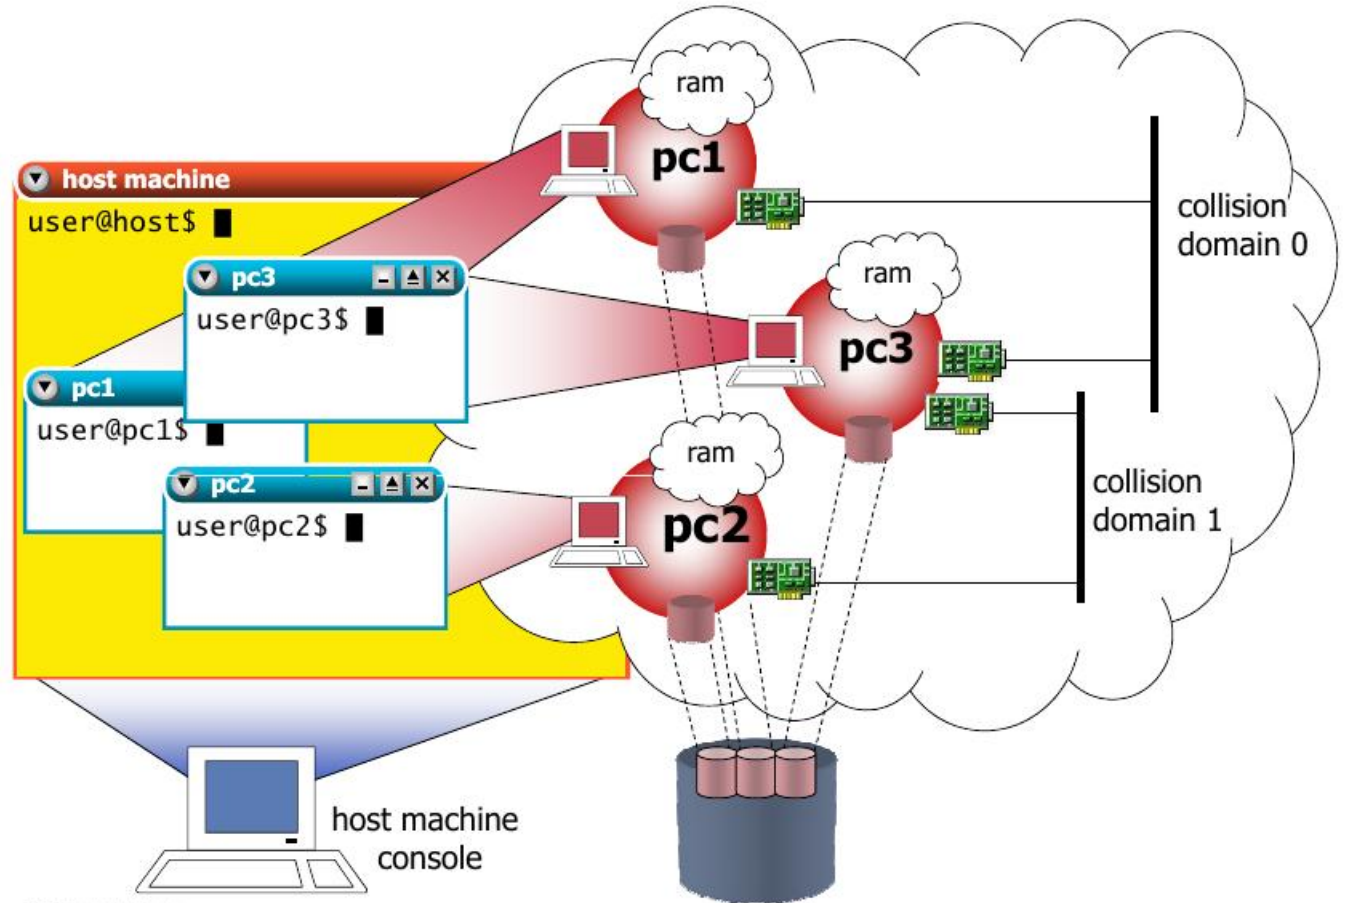 host machine
user@host$
pc3
user@pc3$
pc1
user@pc1$
pc2
user@pc2$
ram
pc1
ram
pc3
ram
pc2
collision
domain 0
collision
domain 1
host machine
console